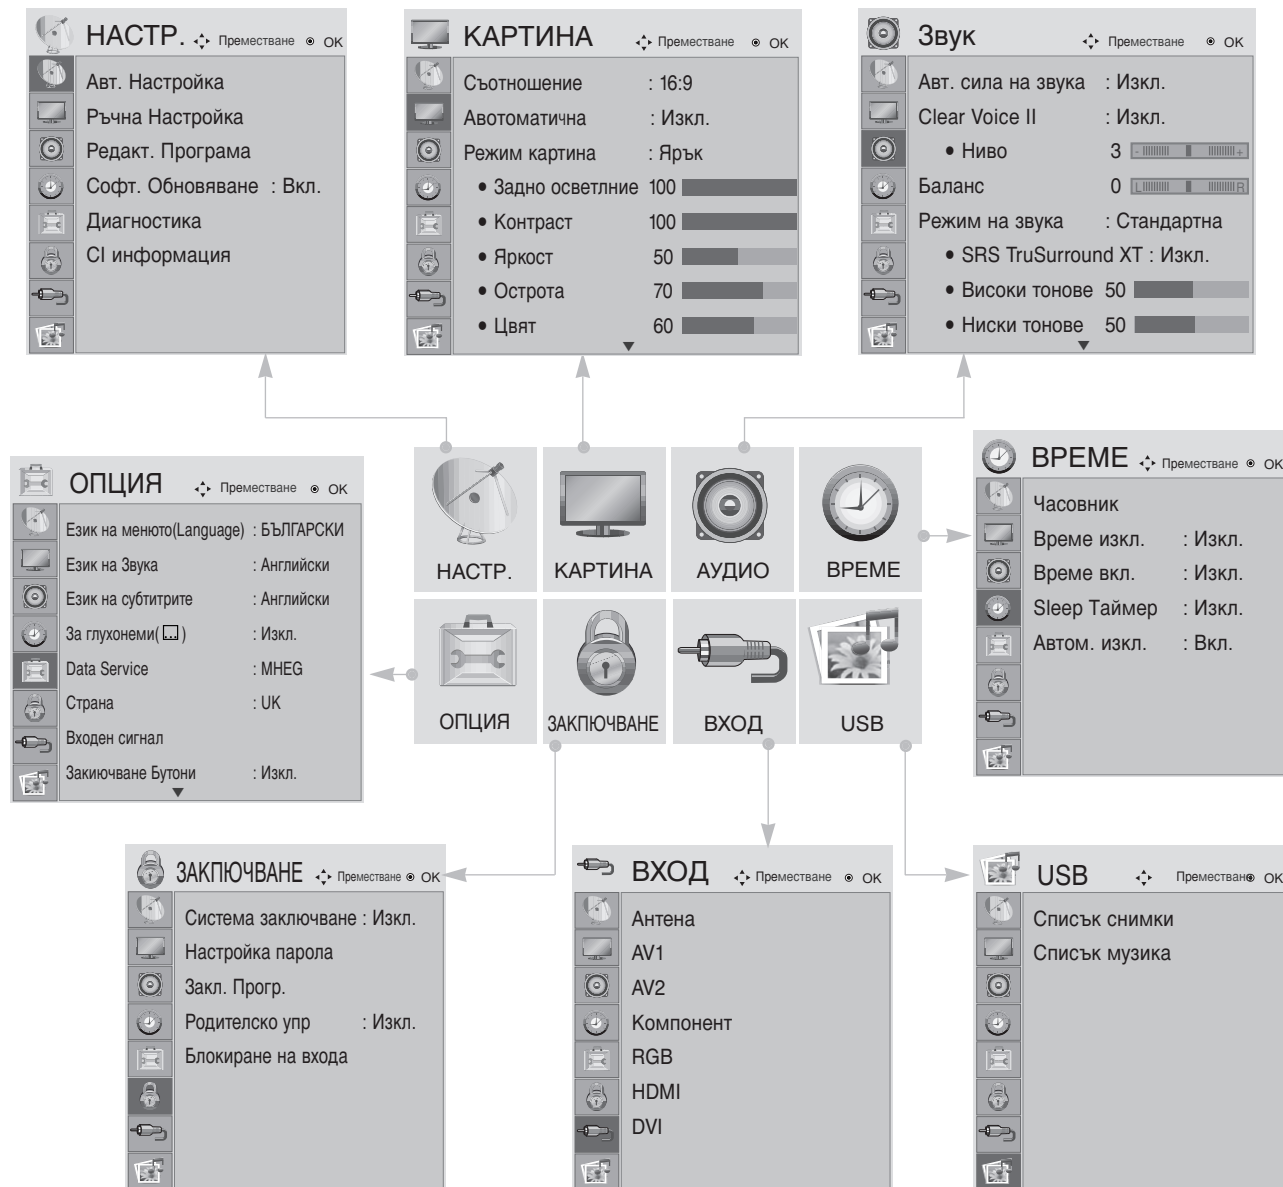 НАСТР. Преместване OK
Авт. Настройка
Ръчна Настройка
Редакт. Програма
Софт. Обновяване : Вкл.
Диагностика
CI информация
КАРТИНА Преместване OK
Съотношение : 16:9
Авотоматична : Изкл.
Режим картина : Ярък
• Задно осветлние 100
• Контраст 100
• Яркост 50
• Острота 70
• Цвят 60
Звук Преместване OK
Авт. сила на звука : Изкл.
Clear Voice II : Изкл.
• Ниво 3 - +
Баланс 0 L R
Режим на звука : Стандартна
• SRS TruSurround XT : Изкл.
• Високи тонове 50
• Ниски тонове 50
ОПЦИЯ Преместване OK
Език на менюто(Language) : БЪЛГАРСКИ
Език на Звука : Английски
Език на субтитрите : Английски
За глухонеми( ) : Изкл.
Data Service : MHEG
Страна : UK
Входен сигнал
Закиючване Бутони : Изкл.
НАСТР.
КАРТИНА
АУДИО
ВРЕМЕ
ОПЦИЯ
ЗАКПЮЧВАНЕ
ВХОД
USB
ВРЕМЕ Преместване OK
Часовник
Време изкл. : Изкл.
Време вкл. : Изкл.
Sleep Таймер : Изкл.
Автом. изкл. : Вкл.
ЗАКПЮЧВАНЕ Преместване OK
Система заключване : Изкл.
Настройка парола
Закл. Прогр.
Родителско упр : Изкл.
Блокиране на входа
ВХОД Преместване OK
Антена
AV1
AV2
Компонент
RGB
HDMI
DVI
USB Преместване OK
Списък снимки
Списък музика